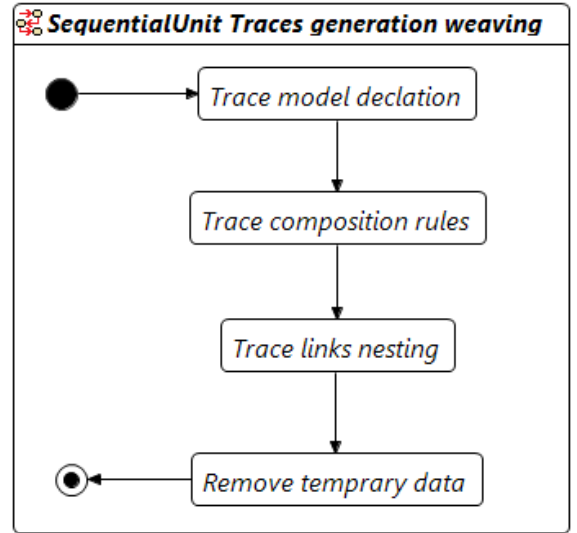 SequentialUnit Traces generation weaving
Trace model declation
Trace composition rules
Trace links nesting
Remove temprary data